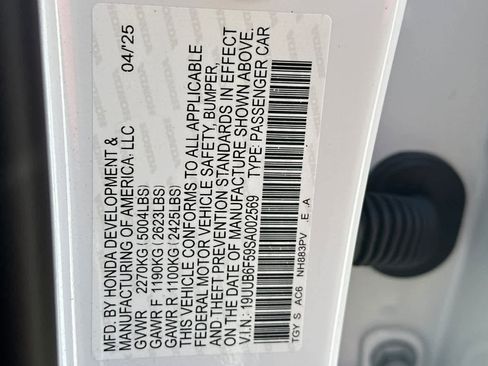 MFD. BY HONDA DEVELOPMENT &
MANUFACTURING OF AMERICA, LLC 04/'25
GVWR 2270KG(5004LBS)
GAWR F 1190KG(2623LBS)
GAWR R 1100KG(2425LBS)
THIS VEHICLE CONFORMS TO ALL APPLICABLE
FEDERAL MOTOR VEHICLE SAFETY, BUMPER,
AND THEFT PREVENTION STANDARDS IN EFFECT
ON THE DATE OF MANUFACTURE SHOWN ABOVE.
V.I.N.: 19UUB6F59SA002569 TYPE: PASSENGER CAR
TGY S AC6 NH883PV .E .A